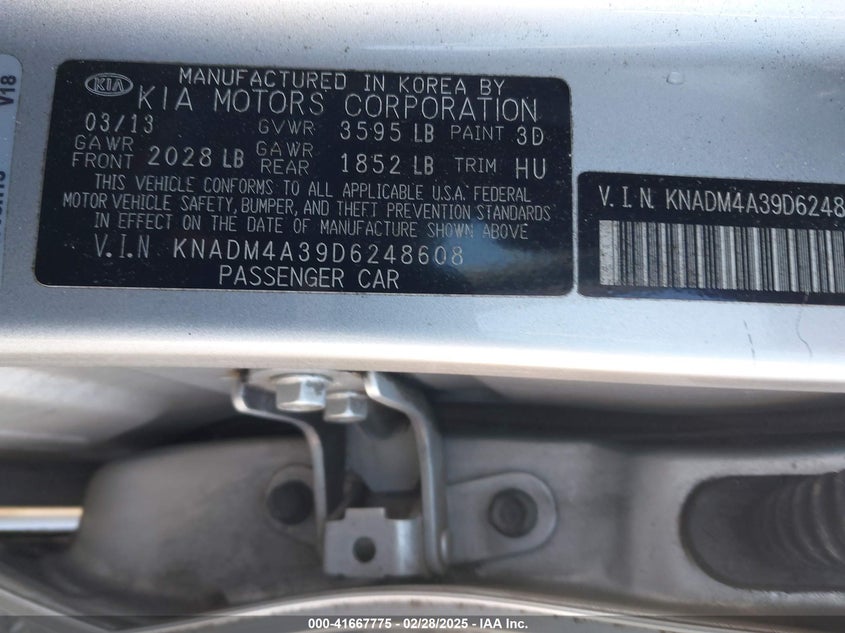 KIA
MANUFACTURED IN KOREA BY
KIA MOTORS CORPORATION
03/13 GVWR 3595 LB PAINT 3D
GAWR FRONT 2028 LB GAWR REAR 1852 LB TRIM HU
THIS VEHICLE CONFORMS TO ALL APPLICABLE U.S.A. FEDERAL
MOTOR VEHICLE SAFETY, BUMPER, AND THEFT PREVENTION STANDARDS
IN EFFECT ON THE DATE OF MANUFACTURE SHOWN ABOVE
V.I.N KNADM4A39D6248608
PASSENGER CAR
V.I.N. KNADM4A39D6248
V18
000-41667775 - 02/28/2025 - IAA Inc.